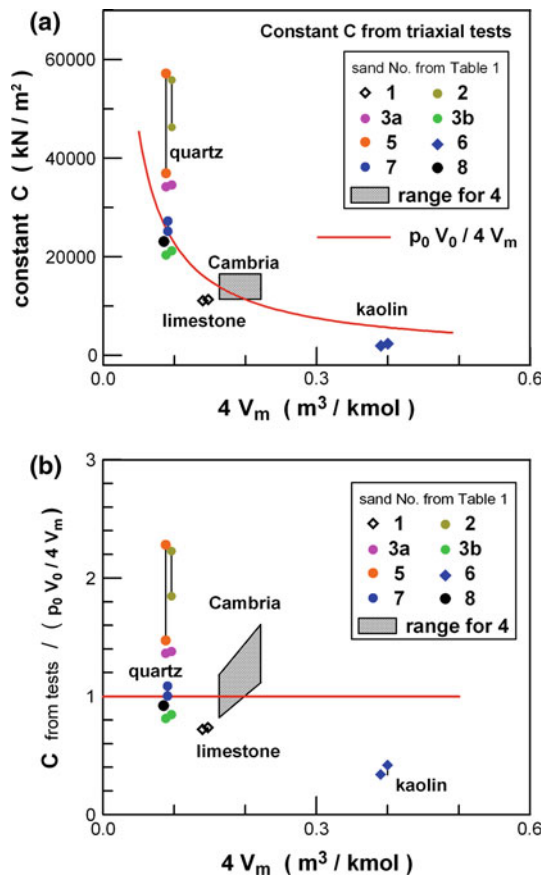 (a)
Constant C from triaxial tests
60000
sand No. from Table 1
1 2
3a 3b
5 6
7 8
range for 4
p₀ V₀ / 4 Vₘ
constant C ( kN / m² )
40000
quartz
20000
Cambria
limestone
kaolin
0
0.0 0.3 0.6
4 Vₘ ( m³ / kmol )
(b)
3
sand No. from Table 1
1 2
3a 3b
5 6
7 8
range for 4
C from tests / ( p₀ V₀ / 4 Vₘ )
2
Cambria
quartz
1
limestone
kaolin
0
0.0 0.3 0.6
4 Vₘ ( m³ / kmol )